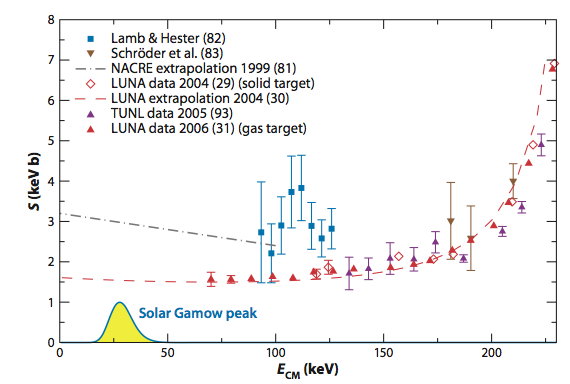 8
7
6
5
4
3
2
1
0
S (keV b)
Lamb & Hester (82)
Schröder et al. (83)
NACRE extrapolation 1999 (81)
LUNA data 2004 (29) (solid target)
LUNA extrapolation 2004 (30)
TUNL data 2005 (93)
LUNA data 2006 (31) (gas target)
Solar Gamow peak
0 50 100 150 200
ECM (keV)